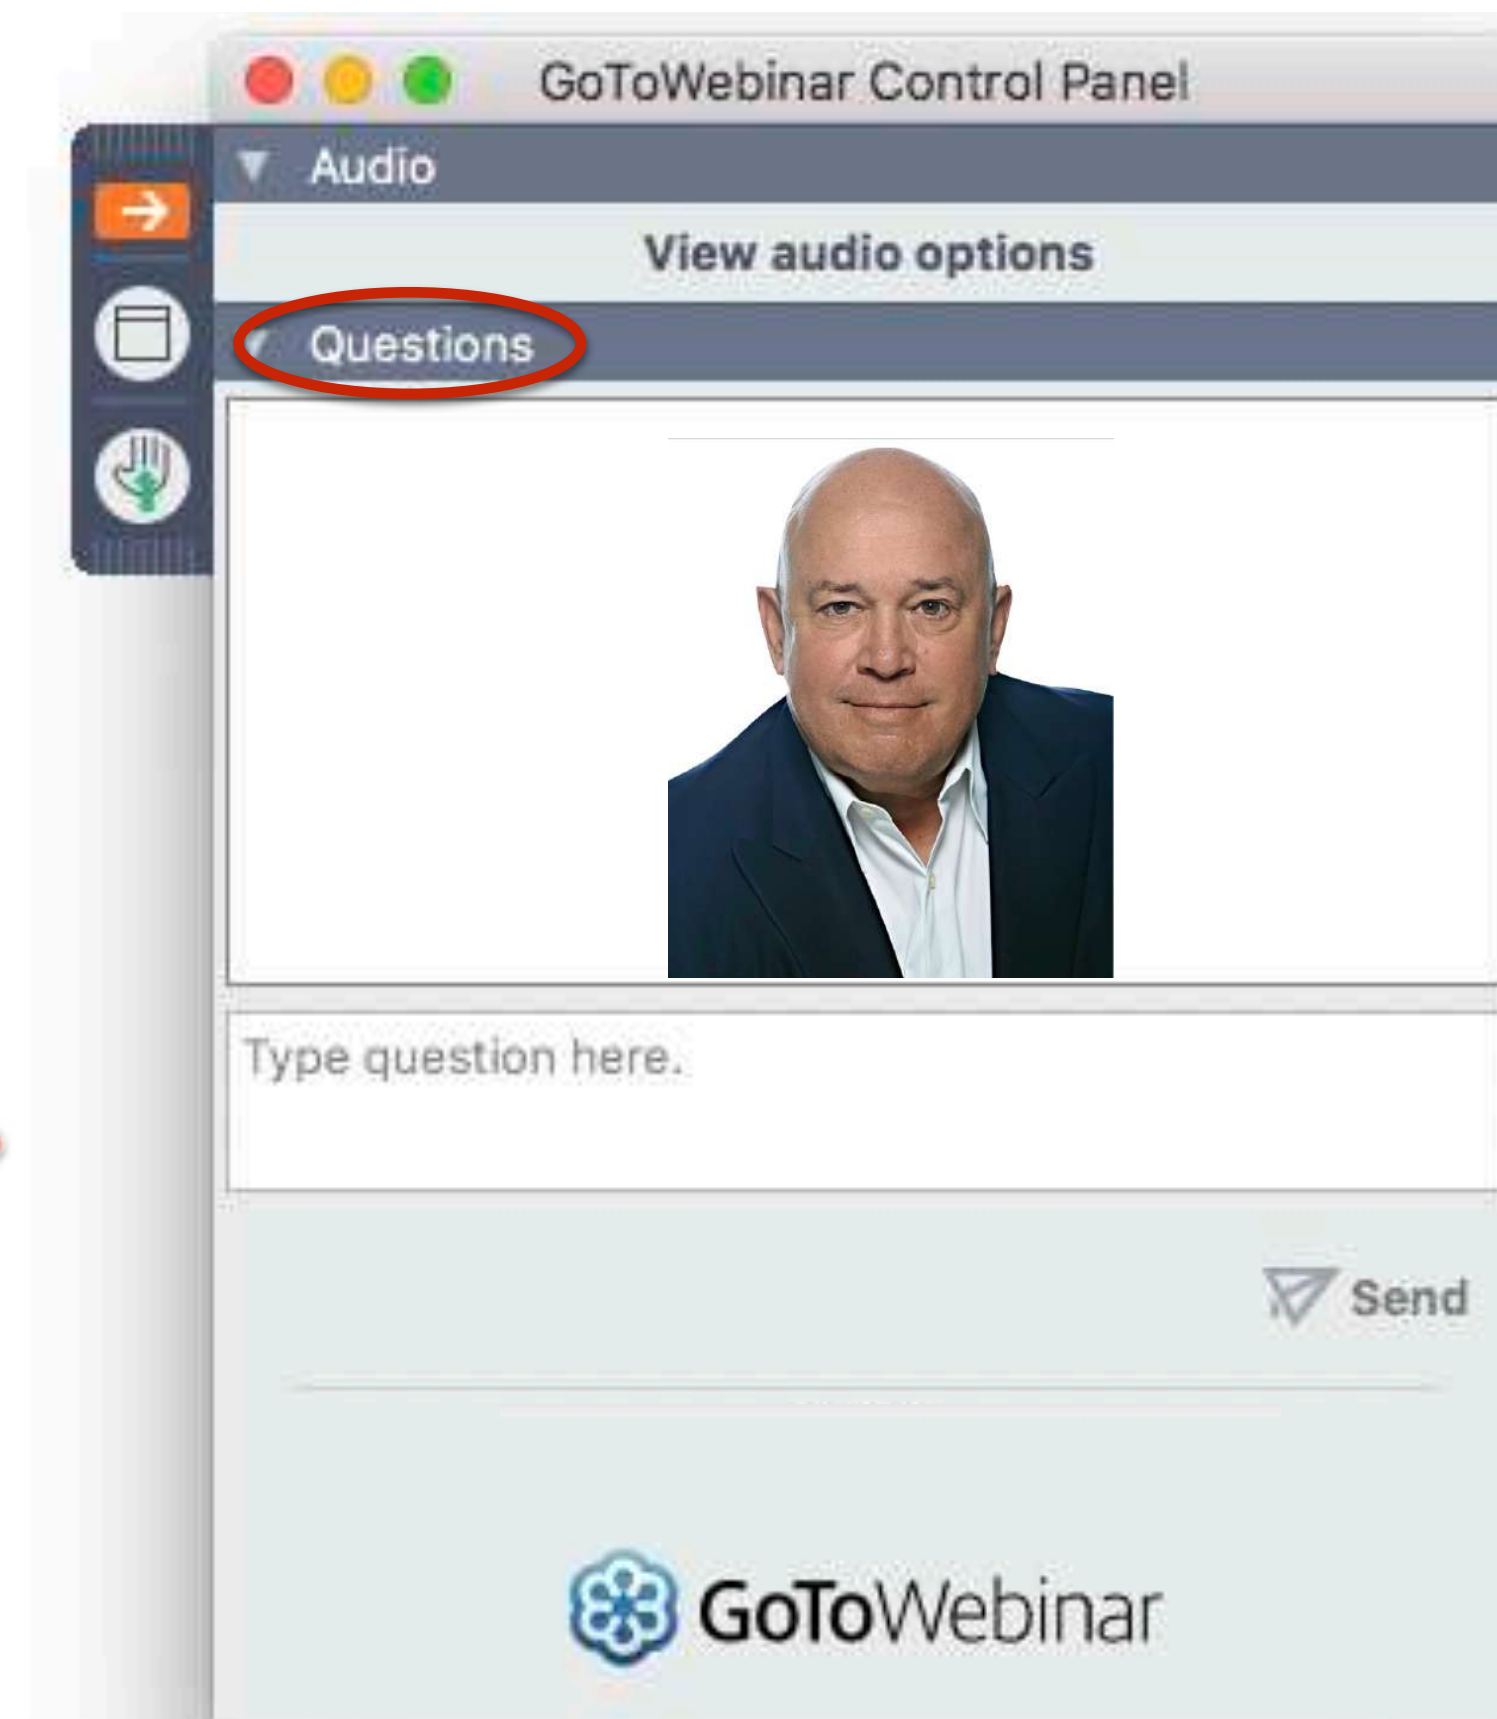 GoToWebinar Control Panel
Audio
View audio options
Questions
Type question here.
Send
GoToWebinar